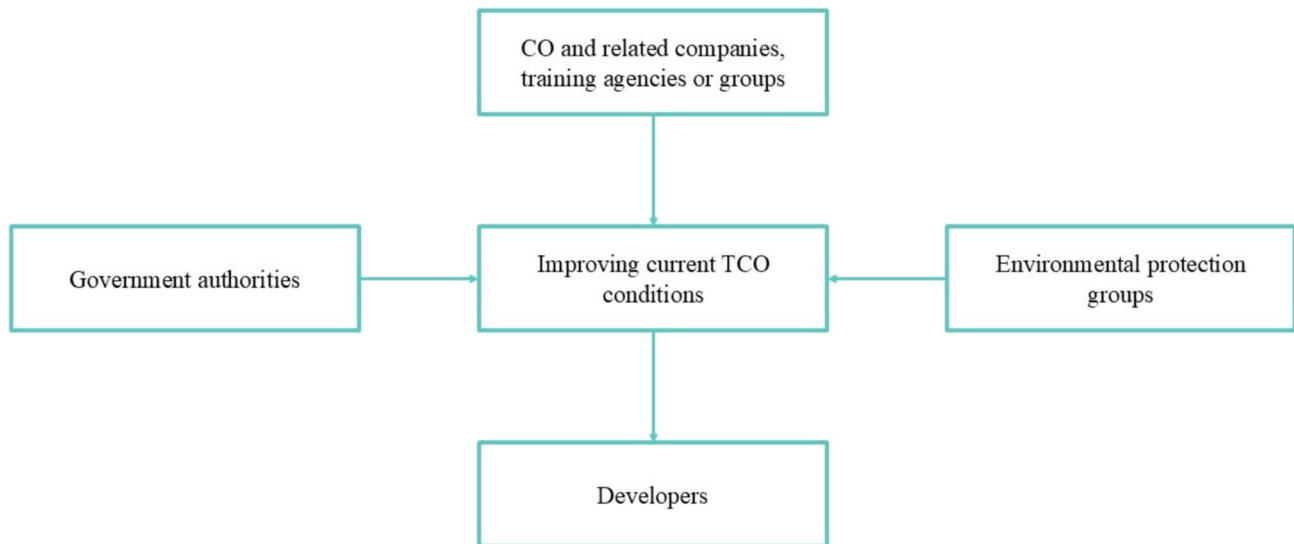 CO and related companies,
training agencies or groups
Government authorities
Improving current TCO
conditions
Environmental protection
groups
Developers